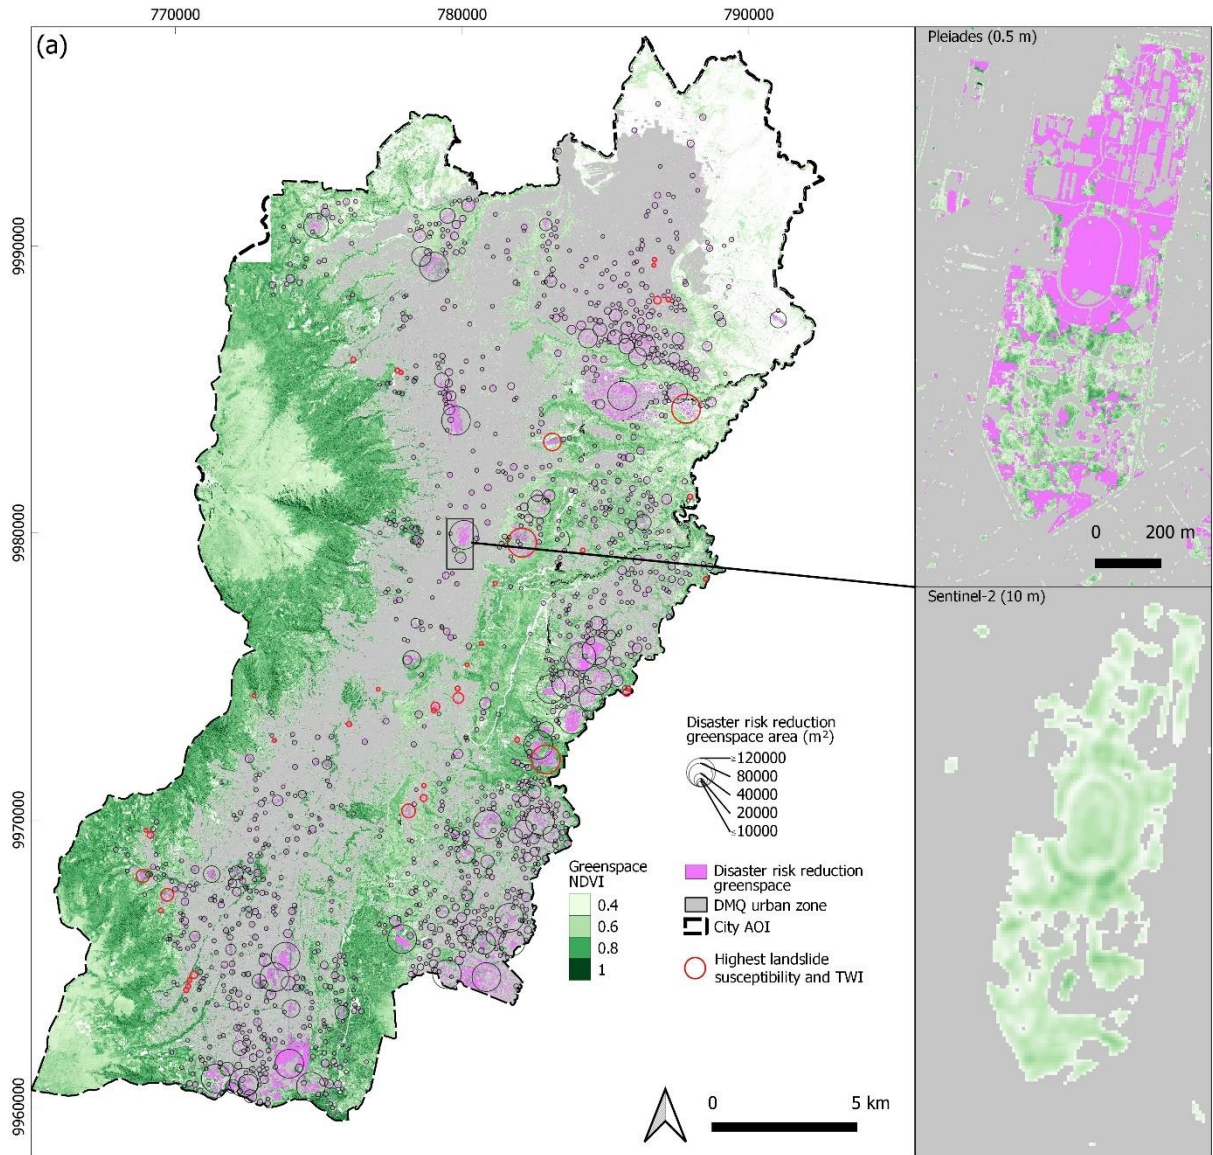 770000
780000
790000
(a)
Pleiades (0.5 m)
9990000
9980000
0 200 m
Sentinel-2 (10 m)
Disaster risk reduction
greenspace area (m²)
≥120000
80000
40000
20000
≤10000
9970000
Greenspace
NDVI
0.4
0.6
0.8
1
Disaster risk reduction
greenspace
DMQ urban zone
City AOI
Highest landslide
susceptibility and TWI
9960000
0 5 km